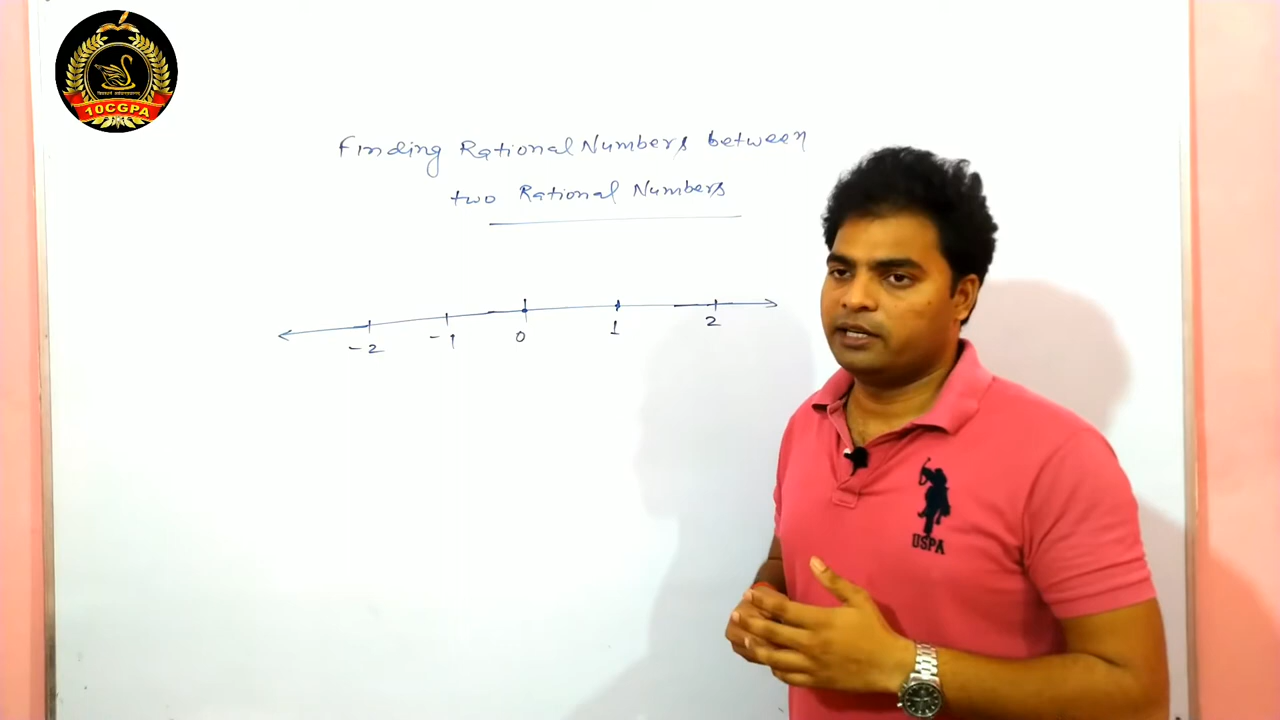 10CGPA
Finding Rational Numbers between
two Rational Numbers
-2 -1 0 1 2
USPA